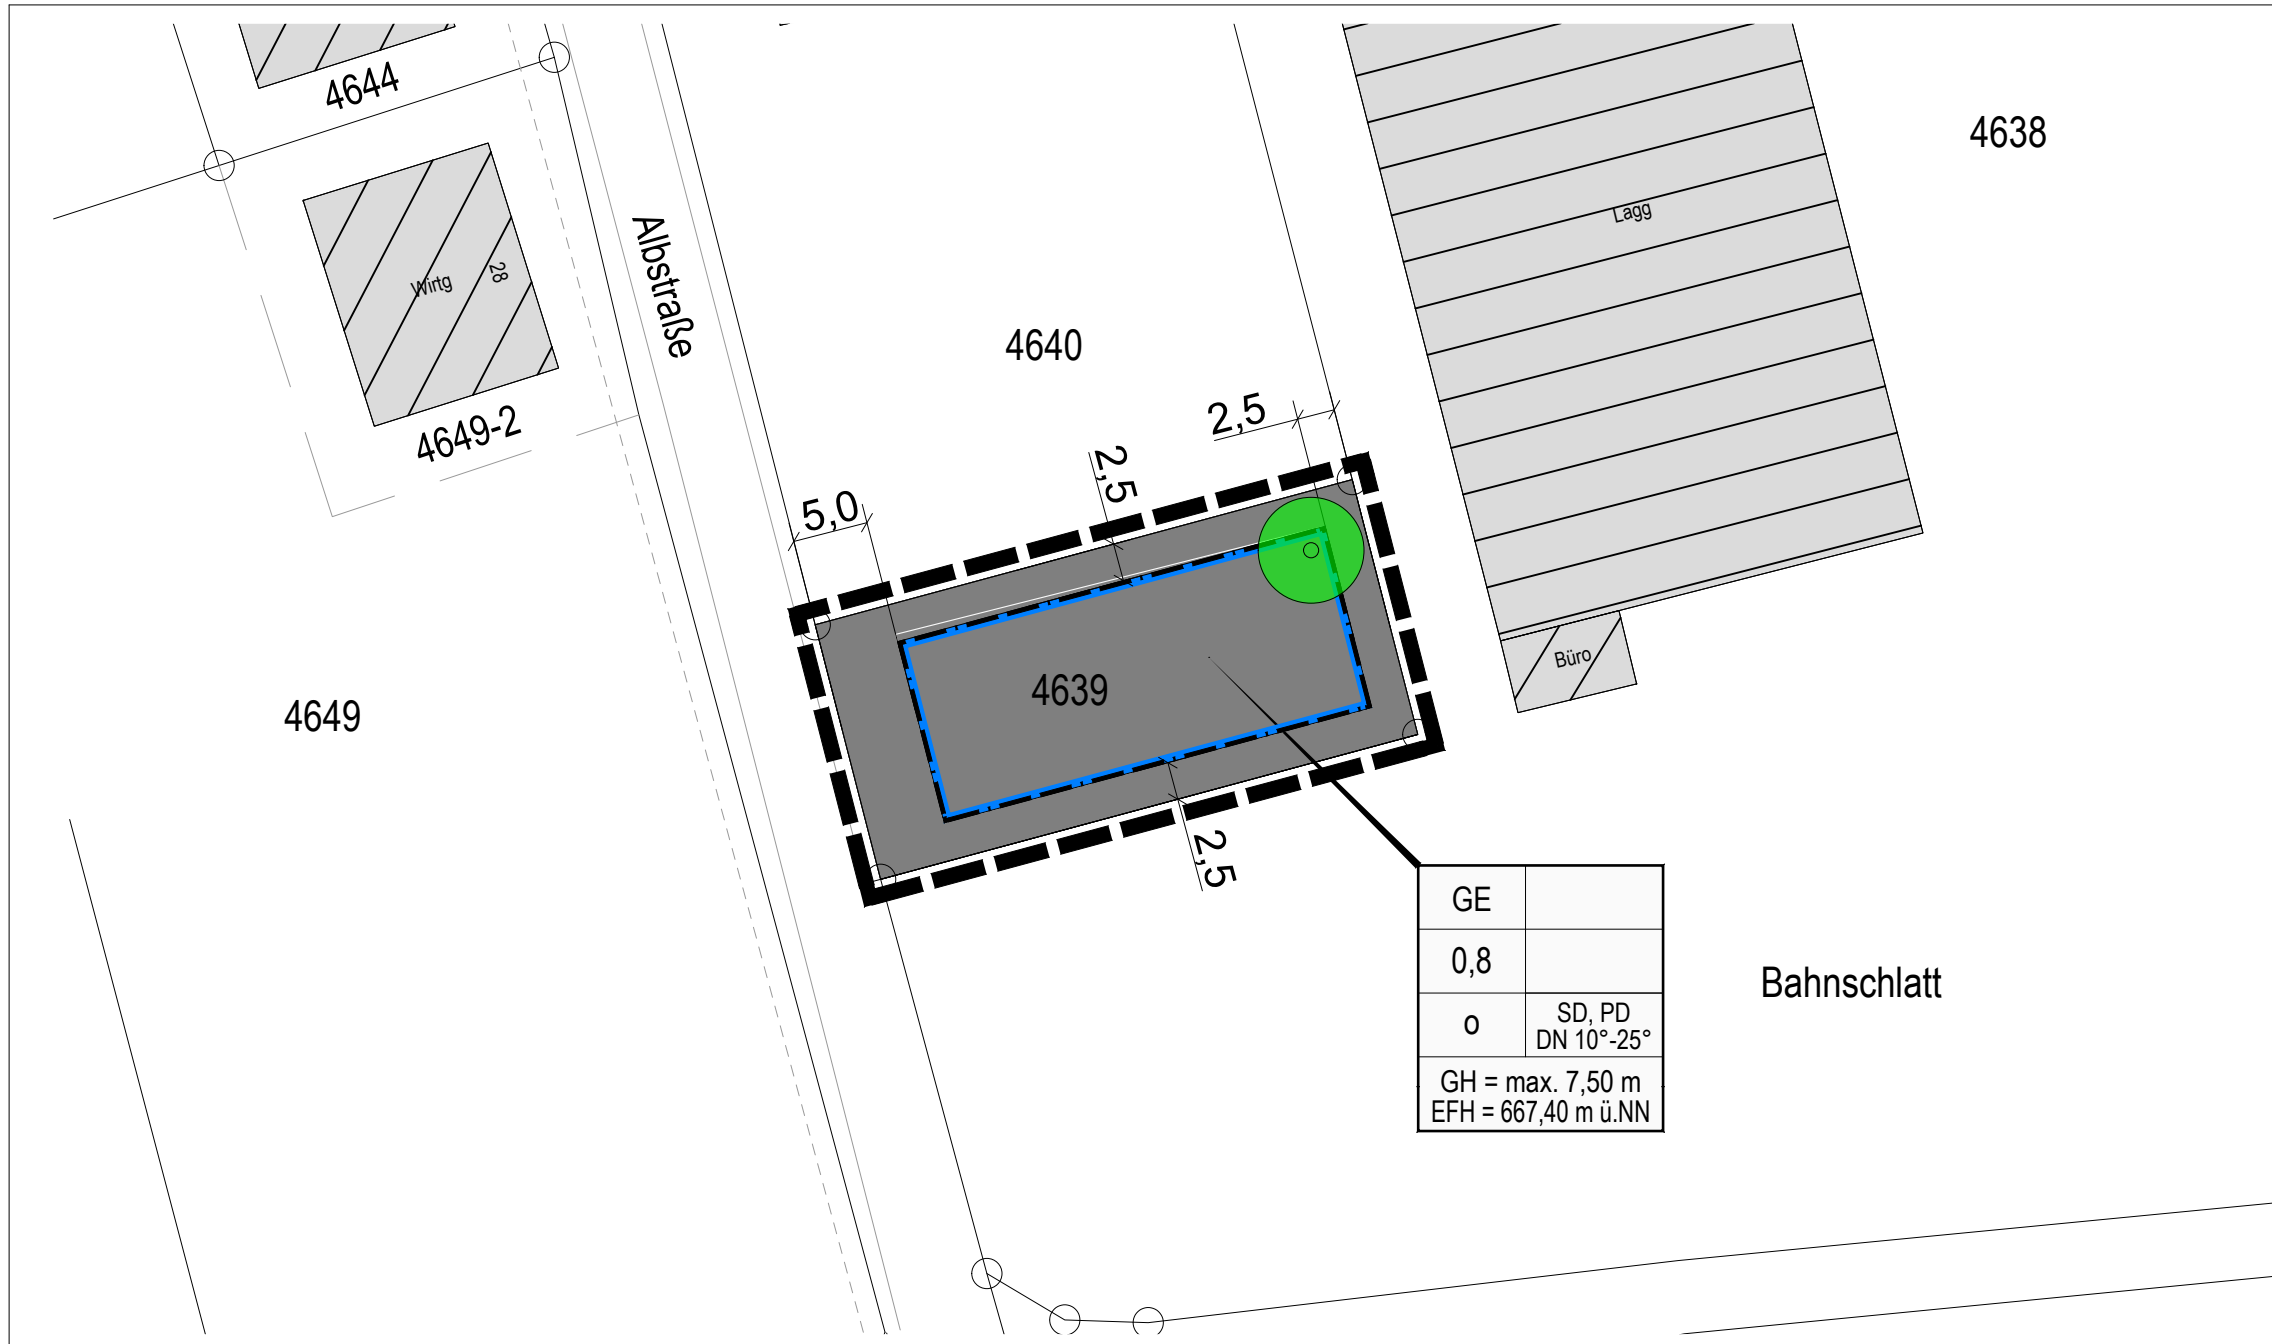 4644
4638
Lagg
Albstraße
Wirtg
28
4640
4649-2
2,5
2,5
5,0
4639
Büro
4649
2,5
GE
0,8
o
SD, PD
DN 10°-25°
GH = max. 7,50 m
EFH = 667,40 m ü.NN
Bahnschlatt